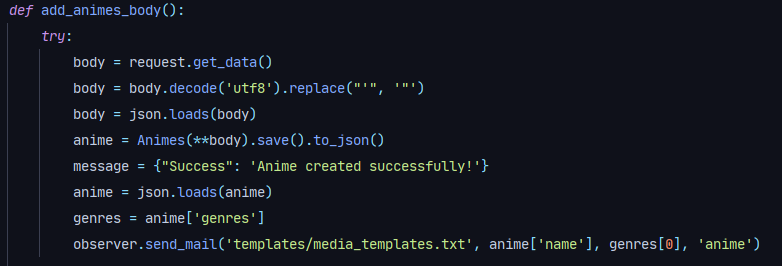 def add_animes_body():
try:
body = request.get_data()
body = body.decode('utf8').replace("'", '"')
body = json.loads(body)
anime = Animes(**body).save().to_json()
message = {"Success": 'Anime created successfully!'}
anime = json.loads(anime)
genres = anime['genres']
observer.send_mail('templates/media_templates.txt', anime['name'], genres[0], 'anime')